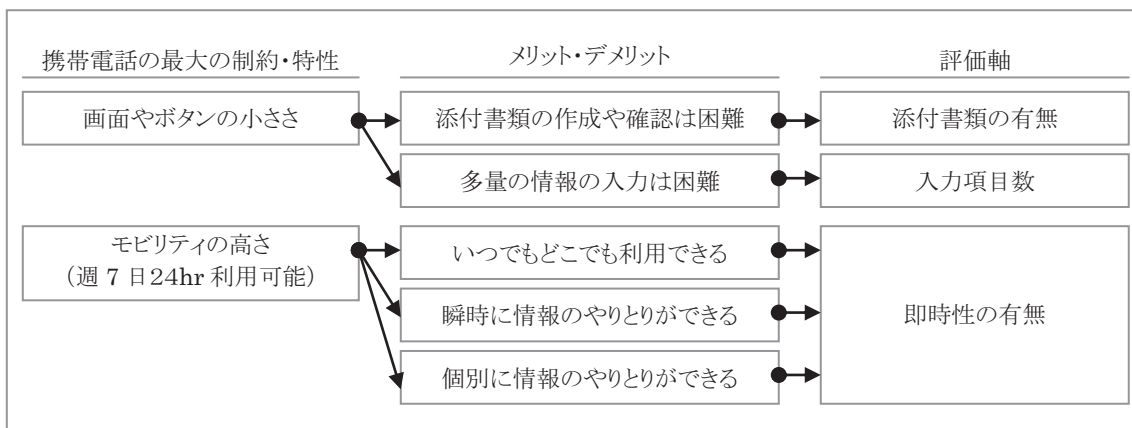 携帯電話の最大の制約・特性
メリット・デメリット
評価軸
画面やボタンの小ささ
添付書類の作成や確認は困難
添付書類の有無
多量の情報の入力は困難
入力項目数
モビリティの高さ
（週 7 日24hr 利用可能）
いつでもどこでも利用できる
瞬時に情報のやりとりができる
即時性の有無
個別に情報のやりとりができる